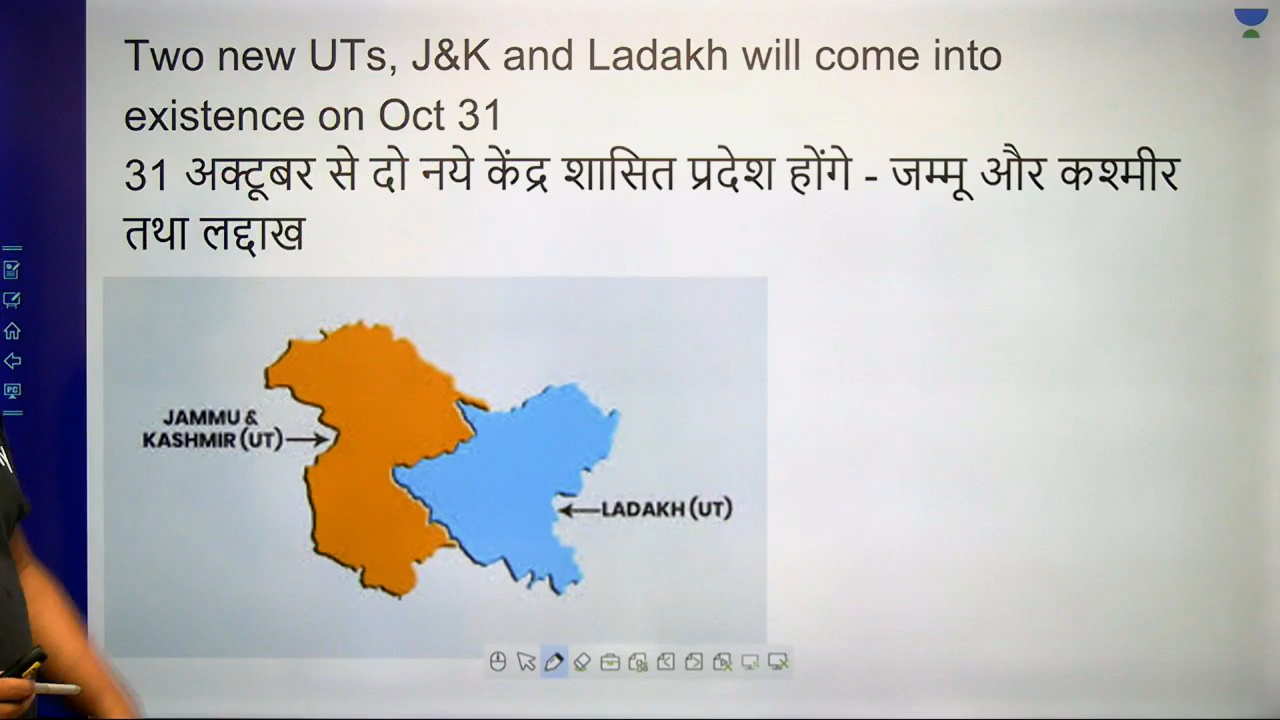 Two new UTs, J&K and Ladakh will come into
existence on Oct 31
31 अक्टूबर से दो नये केंद्र शासित प्रदेश होंगे - जम्मू और कश्मीर
तथा लद्दाख
JAMMU &
KASHMIR (UT)
LADAKH (UT)
PC